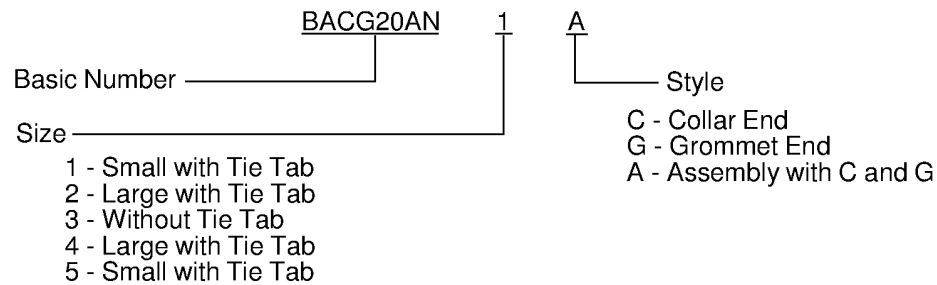 BACG20AN 1 A
Basic Number
Style
Size
C - Collar End
G - Grommet End
A - Assembly with C and G
1 - Small with Tie Tab
2 - Large with Tie Tab
3 - Without Tie Tab
4 - Large with Tie Tab
5 - Small with Tie Tab